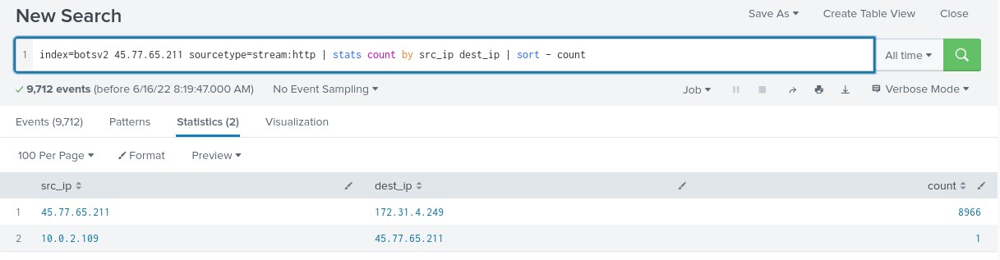 New Search
Save As Create Table View Close
1 index=botsv2 45.77.65.211 sourcetype=stream:http | stats count by src_ip dest_ip | sort - count
All time
9,712 events (before 6/16/22 8:19:47.000 AM) No Event Sampling
Job Verbose Mode
Events (9,712) Patterns Statistics (2) Visualization
100 Per Page Format Preview
src_ip dest_ip count
1 45.77.65.211 172.31.4.249 8966
2 10.0.2.109 45.77.65.211 1